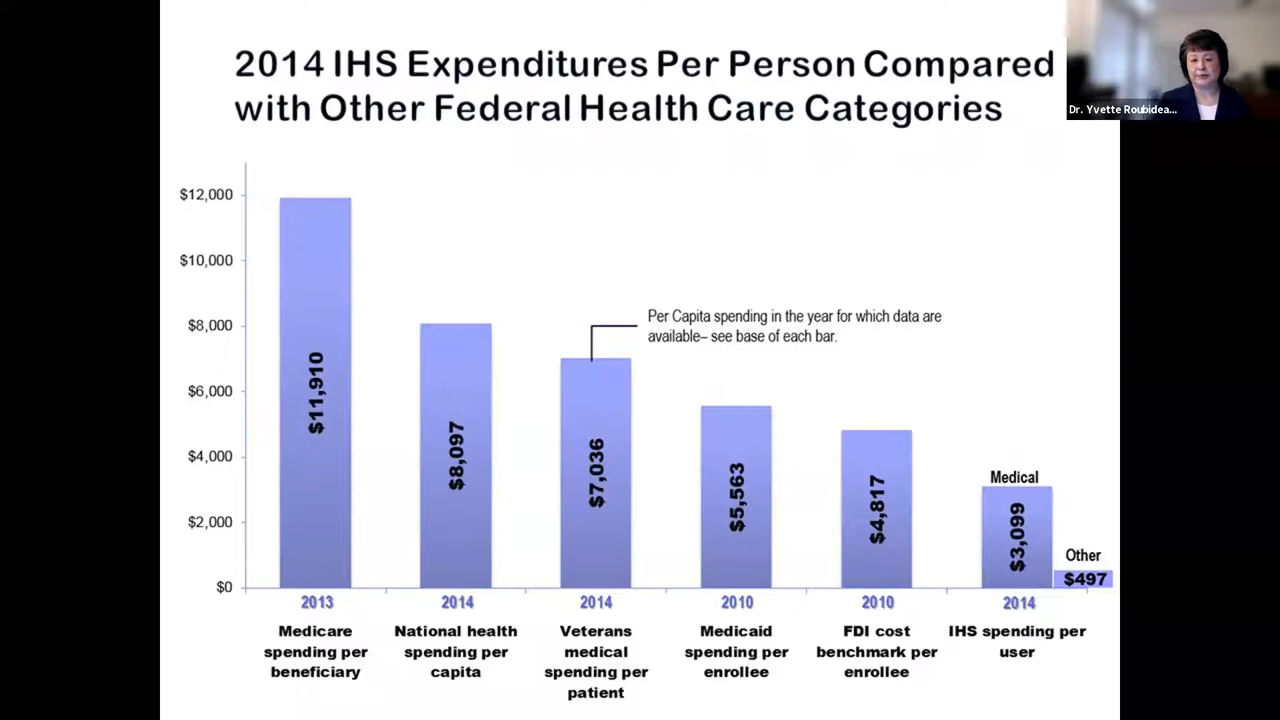 2014 IHS Expenditures Per Person Compared
with Other Federal Health Care Categories
Dr. Yvette Roubidea...
$12,000
$10,000
$8,000
$6,000
$4,000
$2,000
$0
Per Capita spending in the year for which data are
available– see base of each bar.
$11,910
$8,097
$7,036
$5,563
$4,817
Medical
$3,099
Other
$497
2013
2014
2014
2010
2010
2014
Medicare
spending per
beneficiary
National health
spending per
capita
Veterans
medical
spending per
patient
Medicaid
spending per
enrollee
FDI cost
benchmark per
enrollee
IHS spending per
user